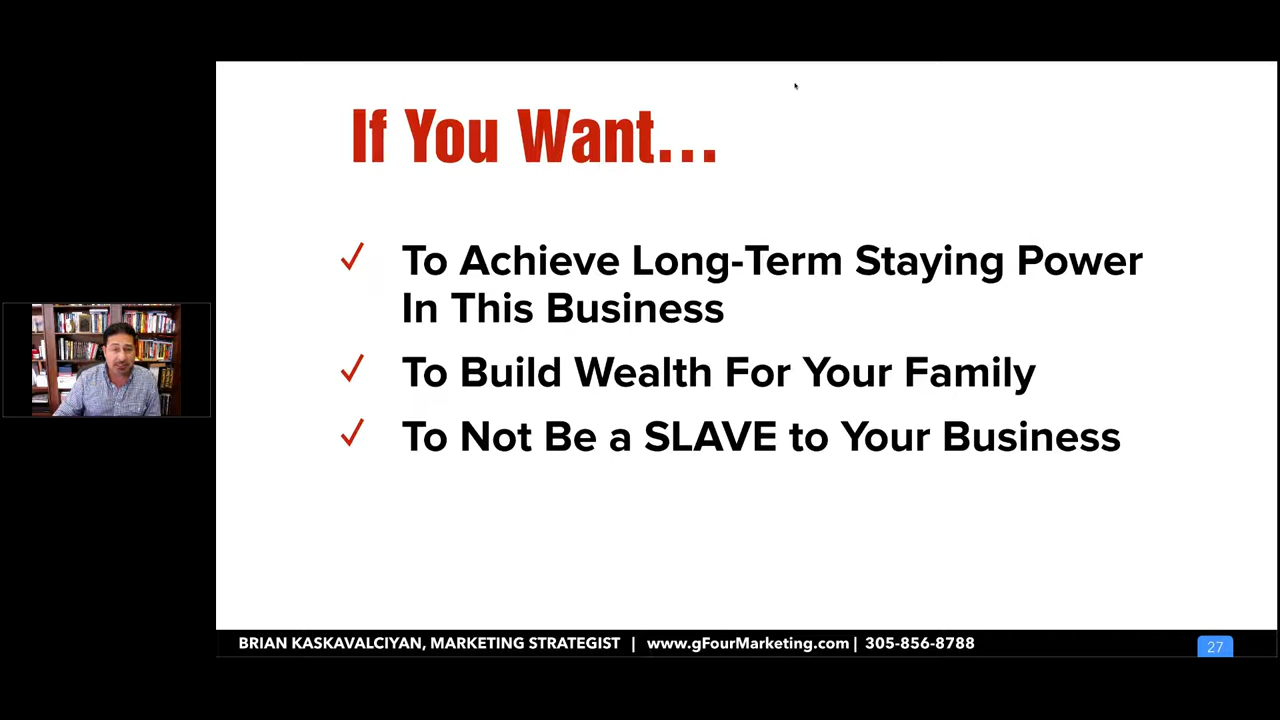 If You Want...
✓ To Achieve Long-Term Staying Power
In This Business
✓ To Build Wealth For Your Family
✓ To Not Be a SLAVE to Your Business
BRIAN KASKAVALCIYAN, MARKETING STRATEGIST | www.gFourMarketing.com | 305-856-8788
27